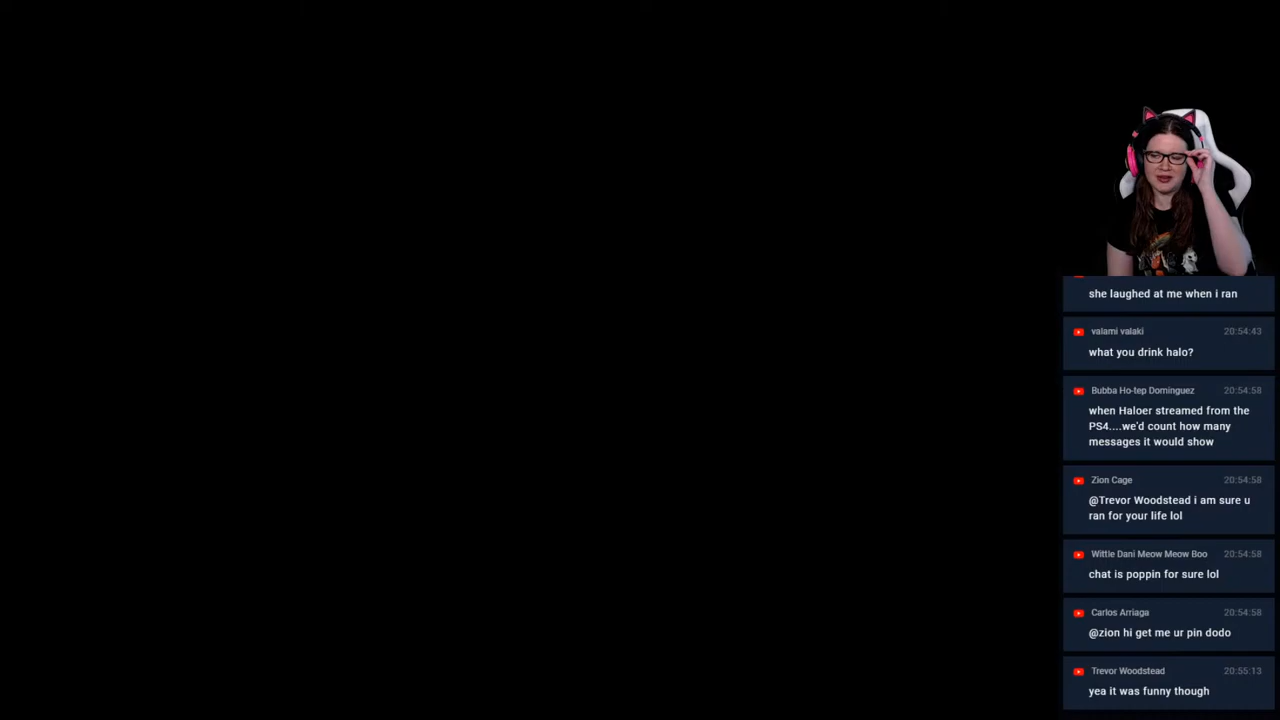 she laughed at me when i ran
valami valaki 20:54:43
what you drink halo?
Bubba Ho-tep Dominguez 20:54:58
when Haloer streamed from the
PS4....we'd count how many
messages it would show
Zion Cage 20:54:58
@Trevor Woodstead i am sure u
ran for your life lol
Wittle Dani Meow Meow Boo 20:54:58
chat is poppin for sure lol
Carlos Arriaga 20:54:58
@zion hi get me ur pin dodo
Trevor Woodstead 20:55:13
yea it was funny though